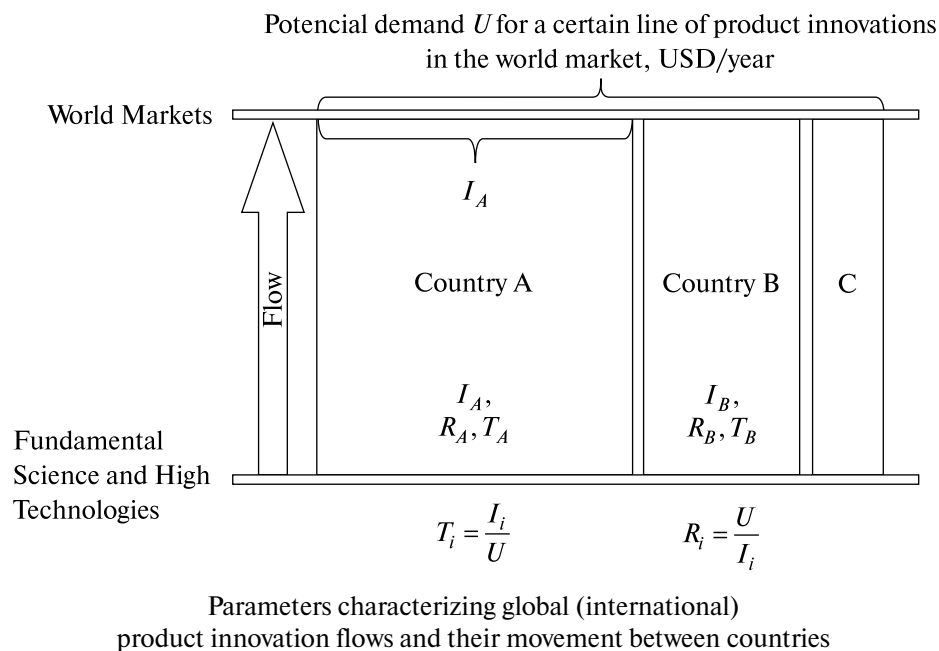 Potencial demand U for a certain line of product innovations
in the world market, USD/year
World Markets
I_A
Flow
Country A
Country B
C
I_A,
R_A, T_A
I_B,
R_B, T_B
Fundamental
Science and High
Technologies
T_i = I_i/U
R_i = U/I_i
Parameters characterizing global (international)
product innovation flows and their movement between countries